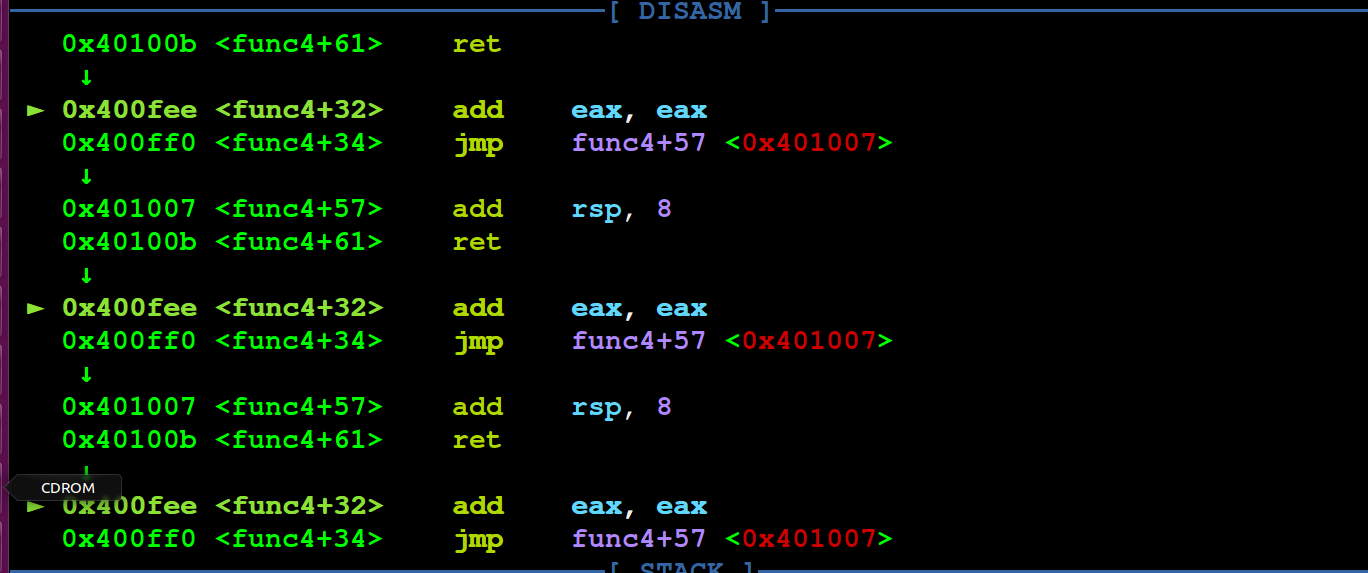 [ DISASM ]
0x40100b <func4+61> ret
↓
► 0x400fee <func4+32> add eax, eax
0x400ff0 <func4+34> jmp func4+57 <0x401007>
↓
0x401007 <func4+57> add rsp, 8
0x40100b <func4+61> ret
↓
► 0x400fee <func4+32> add eax, eax
0x400ff0 <func4+34> jmp func4+57 <0x401007>
↓
0x401007 <func4+57> add rsp, 8
0x40100b <func4+61> ret
↓
CDROM
► 0x400fee <func4+32> add eax, eax
0x400ff0 <func4+34> jmp func4+57 <0x401007>
[ STACK ]